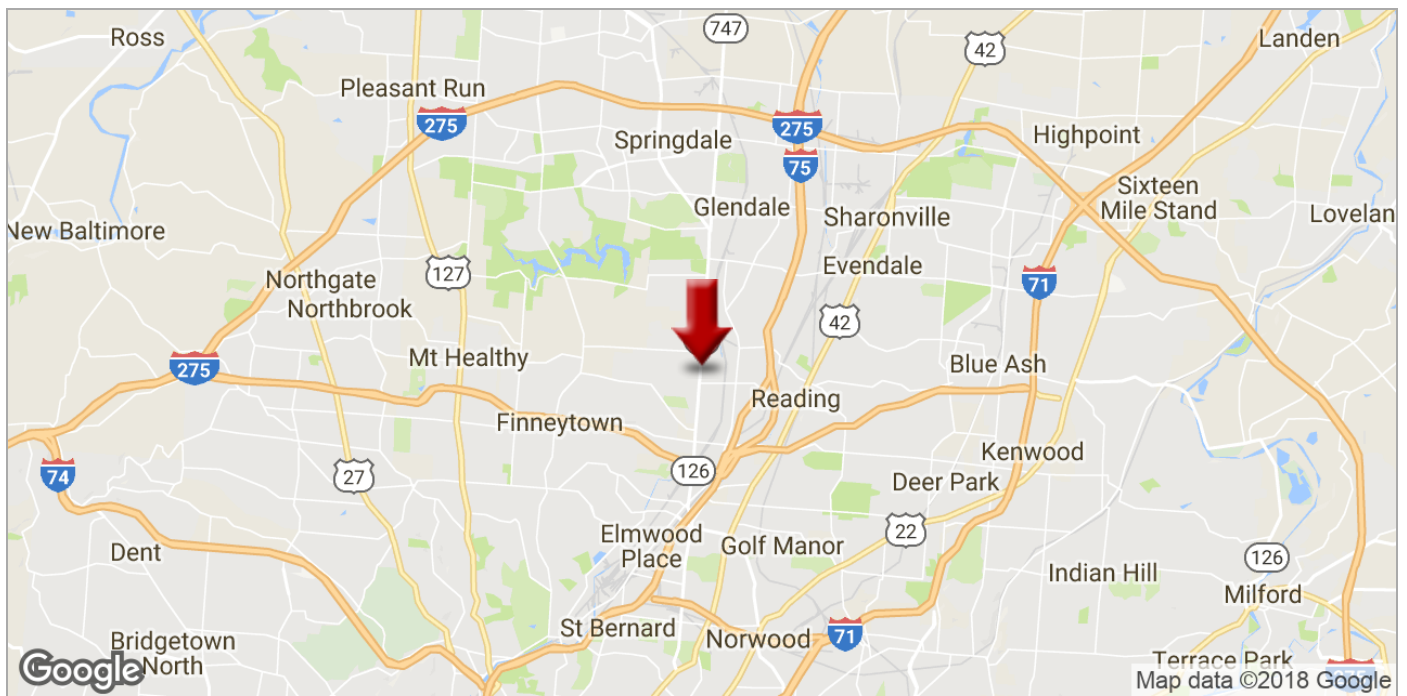 747
Ross
42
Landen
Pleasant Run
275
275
Springdale
Highpoint
75
Sixteen
Mile Stand
Glendale
Sharonville
Lovelan
New Baltimore
Evendale
127
Northgate
71
Northbrook
42
Mt Healthy
Blue Ash
275
Reading
Finneytown
Kenwood
126
74
27
Deer Park
22
Elmwood
Place
Golf Manor
Dent
126
Indian Hill
Milford
St Bernard
Norwood
71
Bridgetown
North
Terrace Park
Google
Map data ©2018 Google